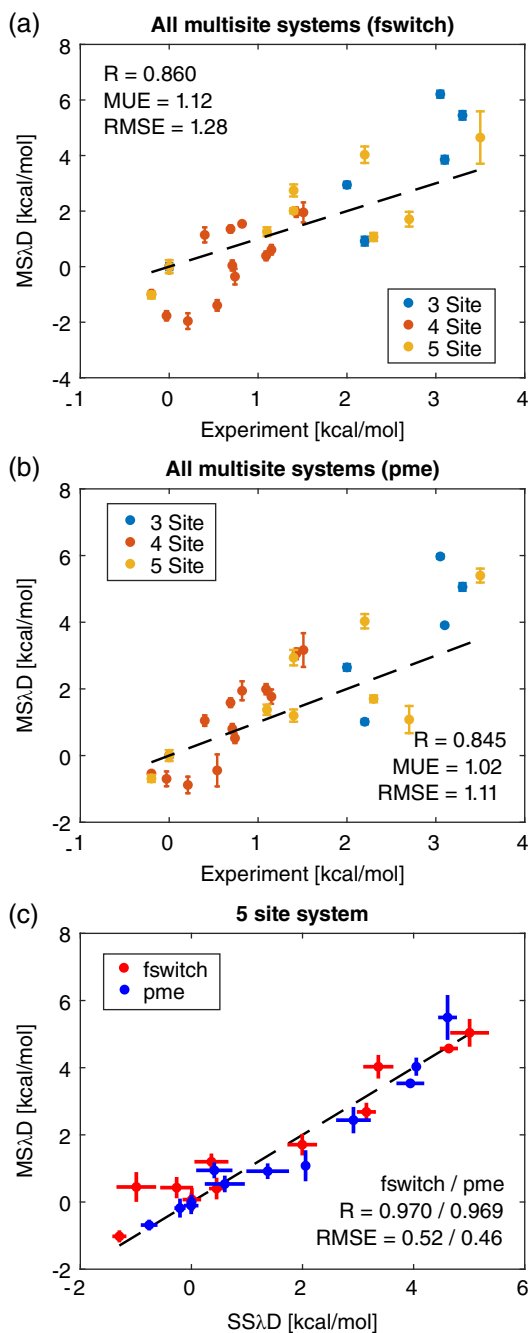 (a)
All multisite systems (fswitch)
R = 0.860
MUE = 1.12
RMSE = 1.28
8
6
4
2
0
-2
-4
MSλD [kcal/mol]
3 Site
4 Site
5 Site
-1 0 1 2 3 4
Experiment [kcal/mol]
(b)
All multisite systems (pme)
3 Site
4 Site
5 Site
8
6
4
2
0
-2
MSλD [kcal/mol]
R = 0.845
MUE = 1.02
RMSE = 1.11
-1 0 1 2 3 4
Experiment [kcal/mol]
(c)
5 site system
fswitch
pme
8
6
4
2
0
-2
MSλD [kcal/mol]
fswitch / pme
R = 0.970 / 0.969
RMSE = 0.52 / 0.46
-2 0 2 4 6
SSλD [kcal/mol]